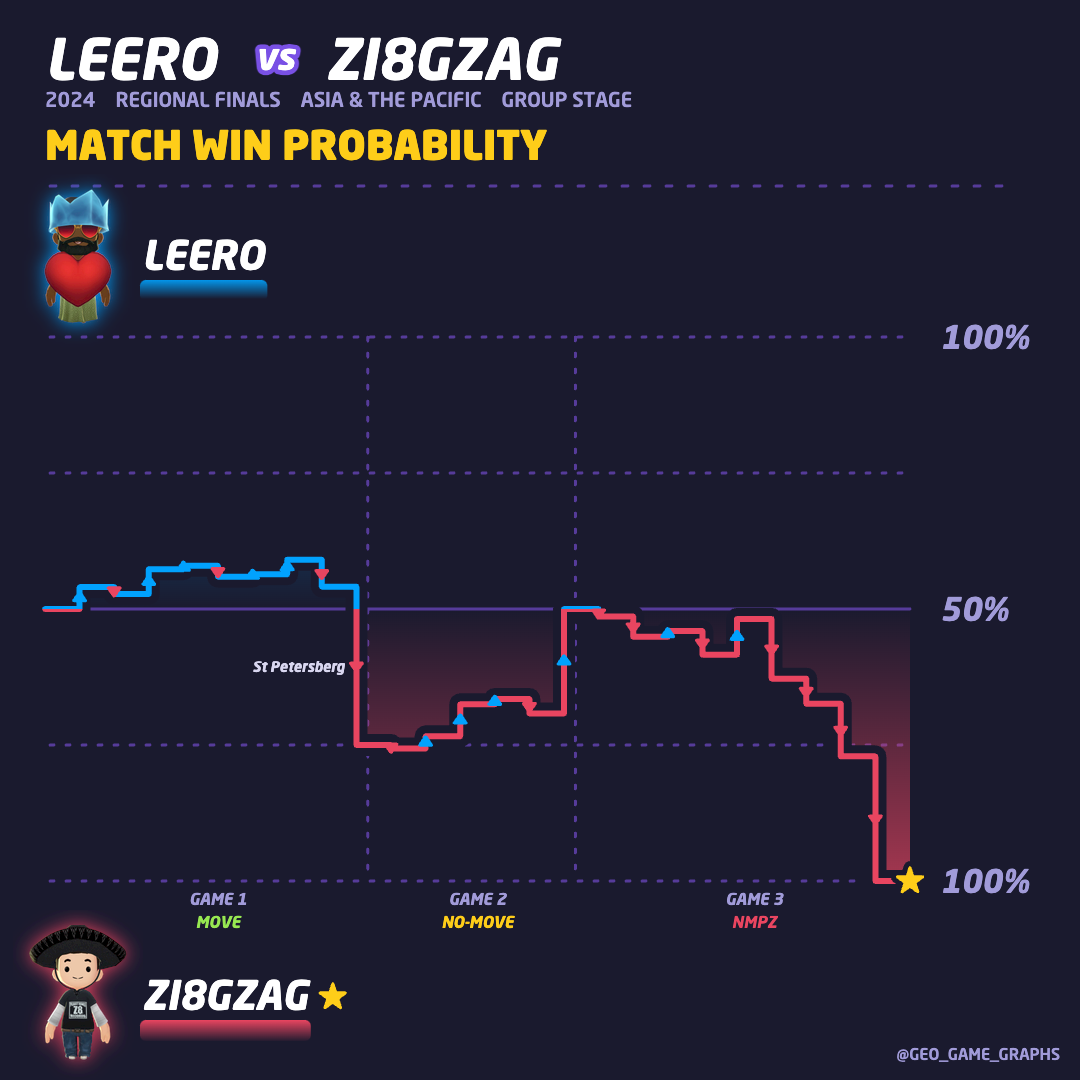 LEERO VS ZI8GZAG
2024 REGIONAL FINALS ASIA & THE PACIFIC GROUP STAGE
MATCH WIN PROBABILITY
LEERO
100%
50%
St Petersberg
100%
GAME 1 GAME 2 GAME 3
MOVE NO-MOVE NMPZ
Z8
ZI8GZAG
@GEO_GAME_GRAPHS